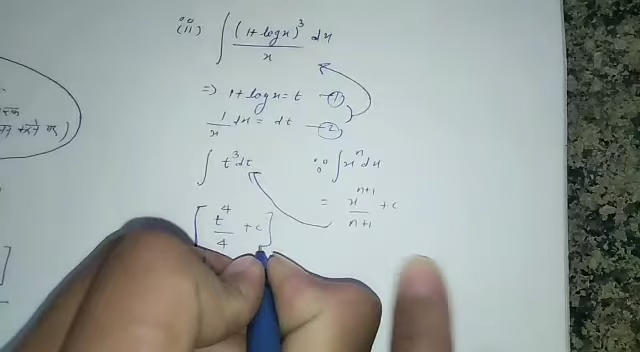 (ii) ∫ (1+logx)³/x dx
=> 1+logx = t —①
1/x dx = dt —②
∫ t³dt
∵ ∫ xⁿdx
= xⁿ⁺¹/n+1 + c
[t⁴/4 + c]